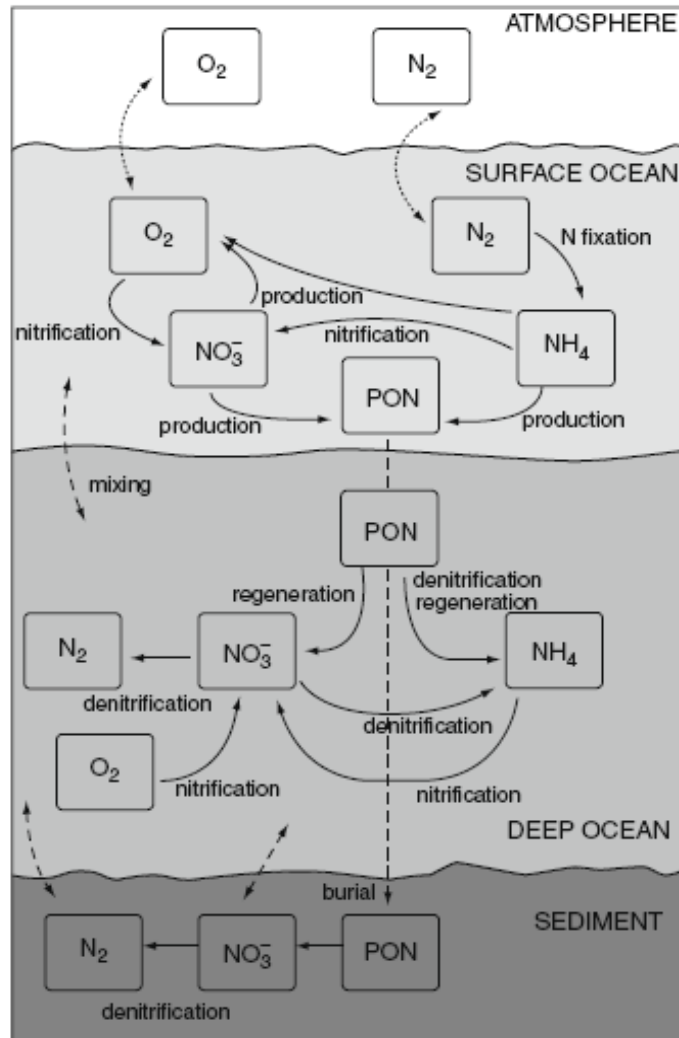 ATMOSPHERE
O₂
N₂
SURFACE OCEAN
O₂
N₂
N fixation
production
nitrification
nitrification
NO₃⁻
NH₄
PON
production
production
mixing
PON
regeneration
denitrification
regeneration
N₂
NO₃⁻
NH₄
denitrification
denitrification
O₂
nitrification
nitrification
DEEP OCEAN
burial
SEDIMENT
N₂
NO₃⁻
PON
denitrification